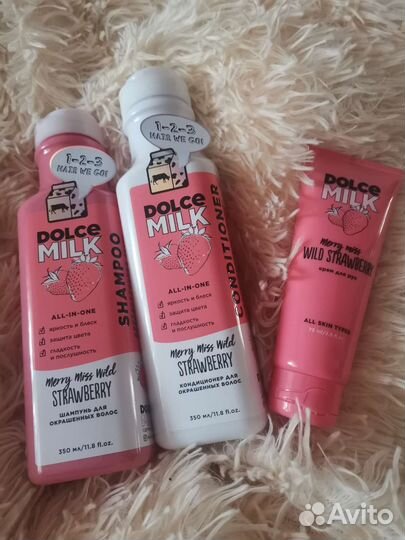 1-2-3
HAIR WE GO!
DOLCE
MILK
SHAMPOO
ALL-IN-ONE
яркость и блеск
защита цвета
гладкость
и послушность
Merry Miss Wild
STRAWBERRY
ШАМПУНЬ ДЛЯ
ОКРАШЕННЫХ ВОЛОС
350 мл/11.8 fl.oz.
1-2-3
HAIR WE GO!
DOLCE
MILK
CONDITIONER
ALL-IN-ONE
яркость и блеск
защита цвета
гладкость
и послушность
Merry Miss Wild
STRAWBERRY
КОНДИЦИОНЕР ДЛЯ
ОКРАШЕННЫХ ВОЛОС
350 мл/11.8 fl.oz.
DOLCE
MILK
Merry Miss
WILD STRAWBERRY
крем для рук
ALL SKIN TYPES
Avito